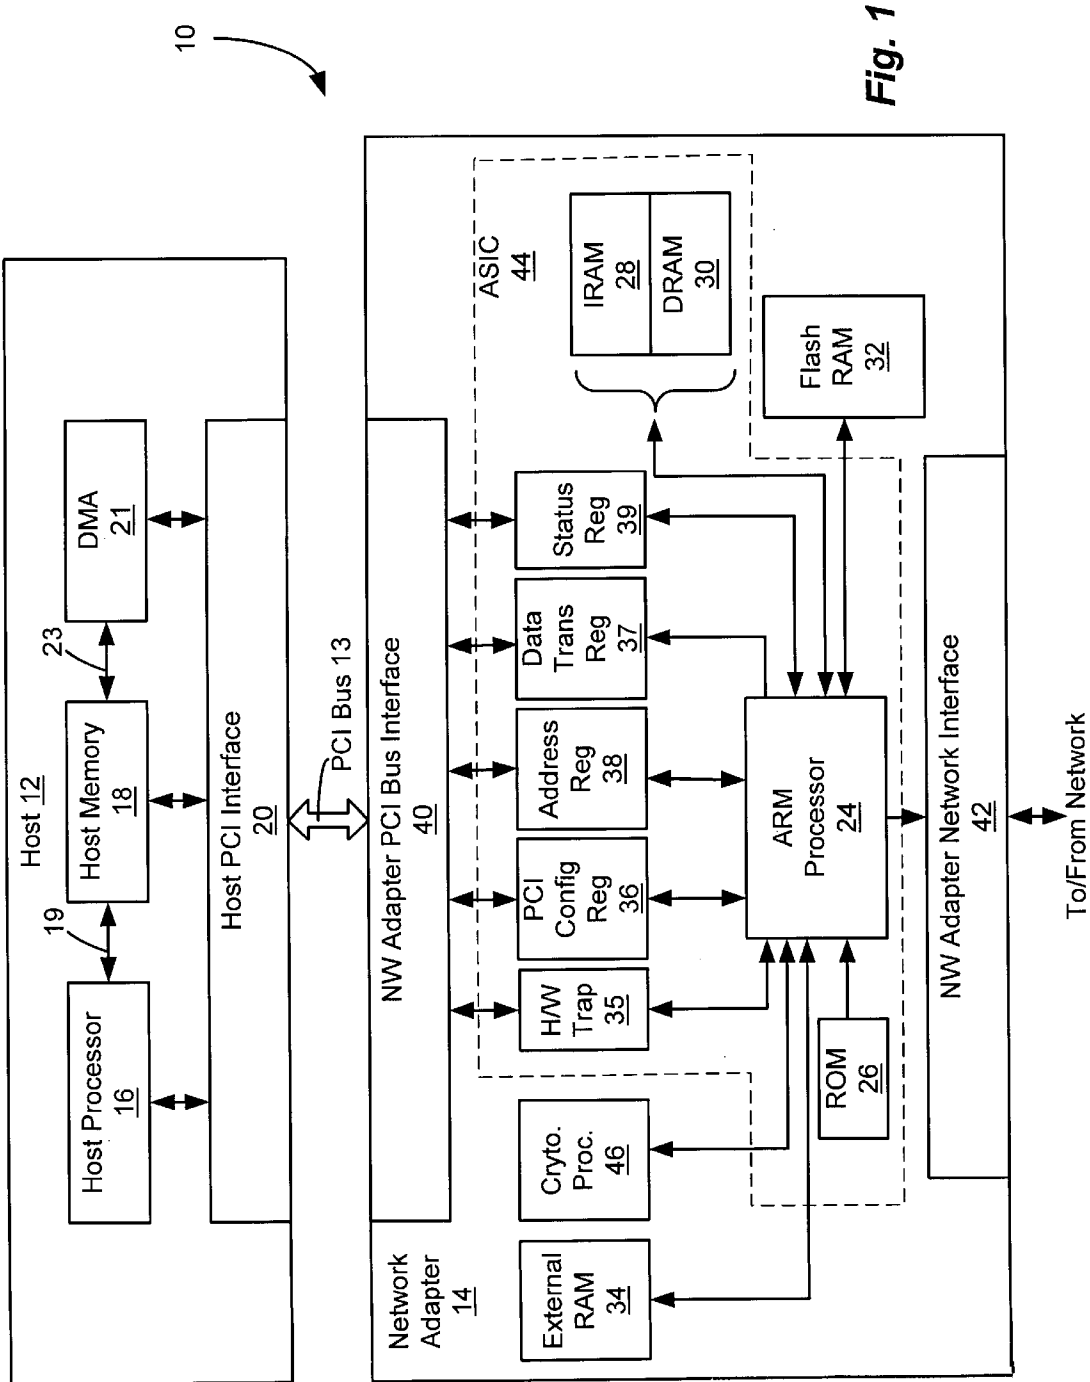 10
Host 12
Host Processor
16
19
Host Memory
18
23
DMA
21
Host PCI Interface
20
PCI Bus 13
Network
Adapter
14
NW Adapter PCI Bus Interface
40
ASIC
44
External
RAM
34
Cryto.
Proc.
46
H/W
Trap
35
PCI
Config
Reg
36
Address
Reg
38
Data
Trans
Reg
37
Status
Reg
39
IRAM
28
DRAM
30
ROM
26
ARM
Processor
24
Flash
RAM
32
NW Adapter Network Interface
42
To/From Network
Fig. 1